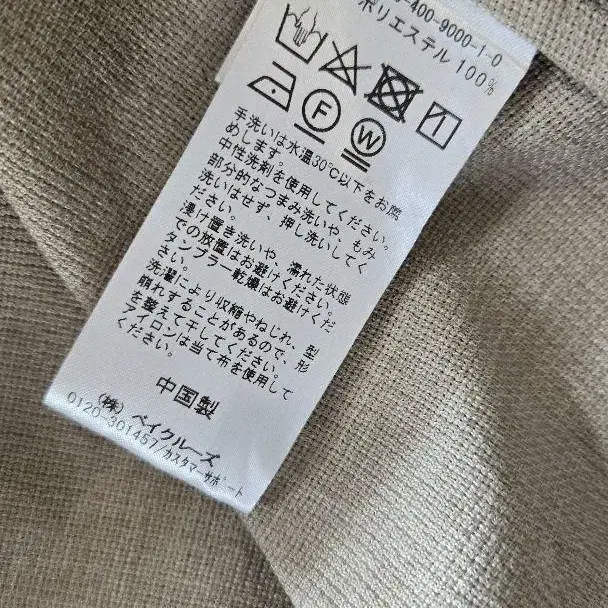 -400-9000-1-0
ポリエステル 100%
F
W
手洗いは水温30℃以下をお薦
めします。
中性洗剤を使用してください。
部分的なつまみ洗いや、もみ
洗いはせず、押し洗いしてく
ださい。
浸け置き洗いや、濡れた状態
での放置はお避けください。
タンブラー乾燥はお避けくだ
さい。
洗濯により収縮やねじれ、型
崩れすることがあるので、形
を整えて干してください。
アイロンは当て布を使用して
ください。
中国製
(株) ベイクルーズ
0120-301457/カスタマーサポート